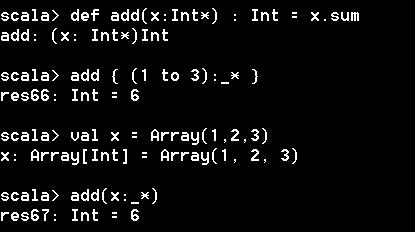 scala> def add(x:Int*) : Int = x.sum
add: (x: Int*)Int
scala> add { (1 to 3):_* }
res66: Int = 6
scala> val x = Array(1,2,3)
x: Array[Int] = Array(1, 2, 3)
scala> add(x:_*)
res67: Int = 6